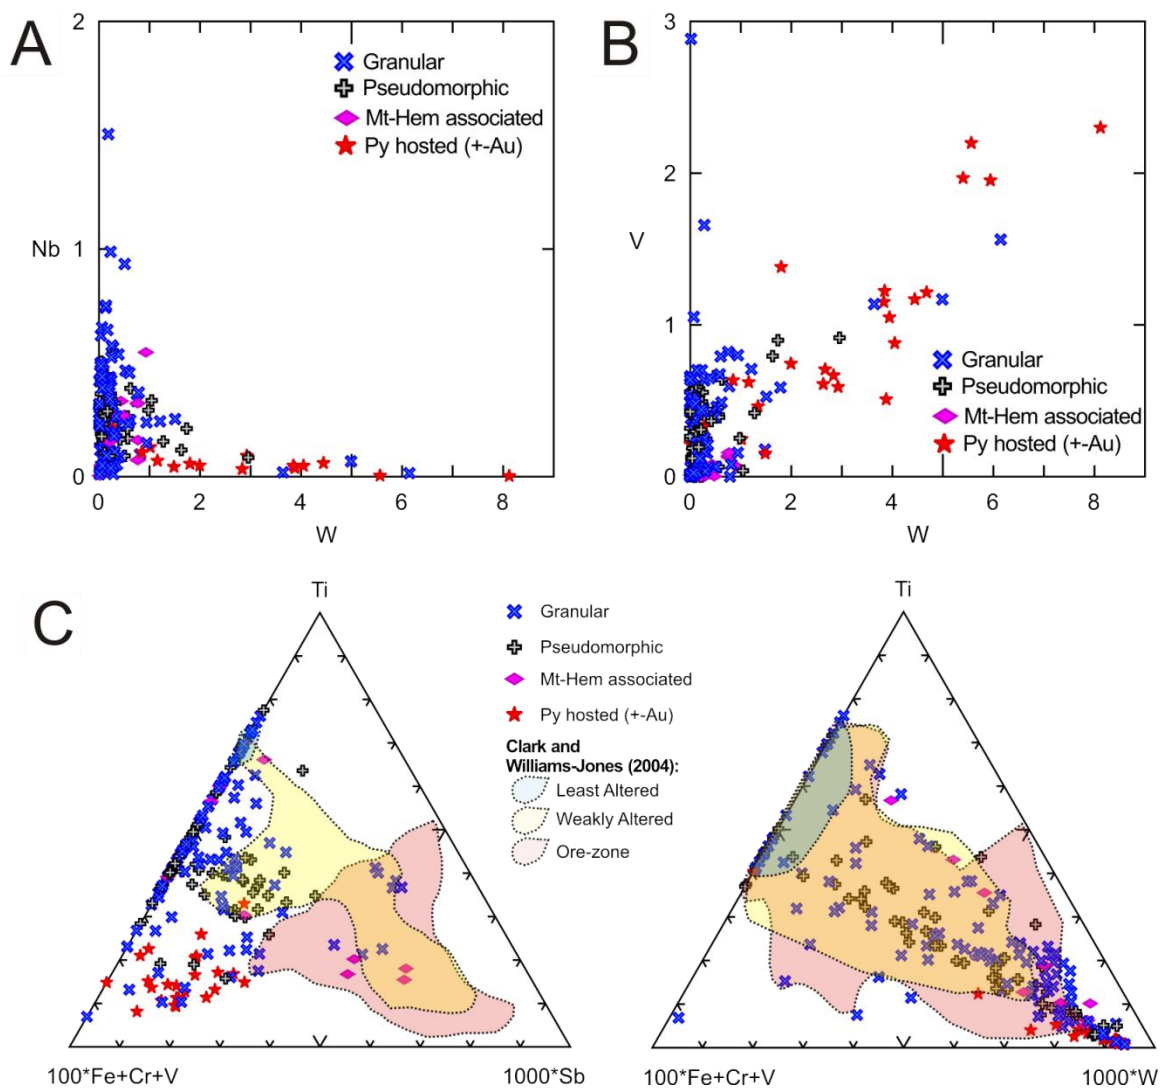 A
2
Granular
Pseudomorphic
Mt-Hem associated
Py hosted (+-Au)
Nb
1
0
0
2
4
6
8
W
B
3
2
V
1
Granular
Pseudomorphic
Mt-Hem associated
Py hosted (+-Au)
0
0
2
4
6
8
W
C
Ti
Granular
Pseudomorphic
Mt-Hem associated
Py hosted (+-Au)
Clark and
Williams-Jones (2004):
Least Altered
Weakly Altered
Ore-zone
100*Fe+Cr+V
1000*Sb
Ti
100*Fe+Cr+V
1000*W